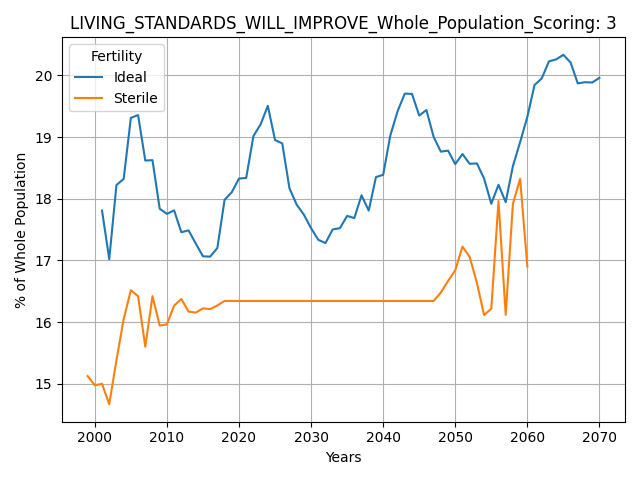 LIVING_STANDARDS_WILL_IMPROVE_Whole_Population_Scoring: 3
Fertility
Ideal
Sterile
% of Whole Population
20
19
18
17
16
15
2000 2010 2020 2030 2040 2050 2060 2070
Years